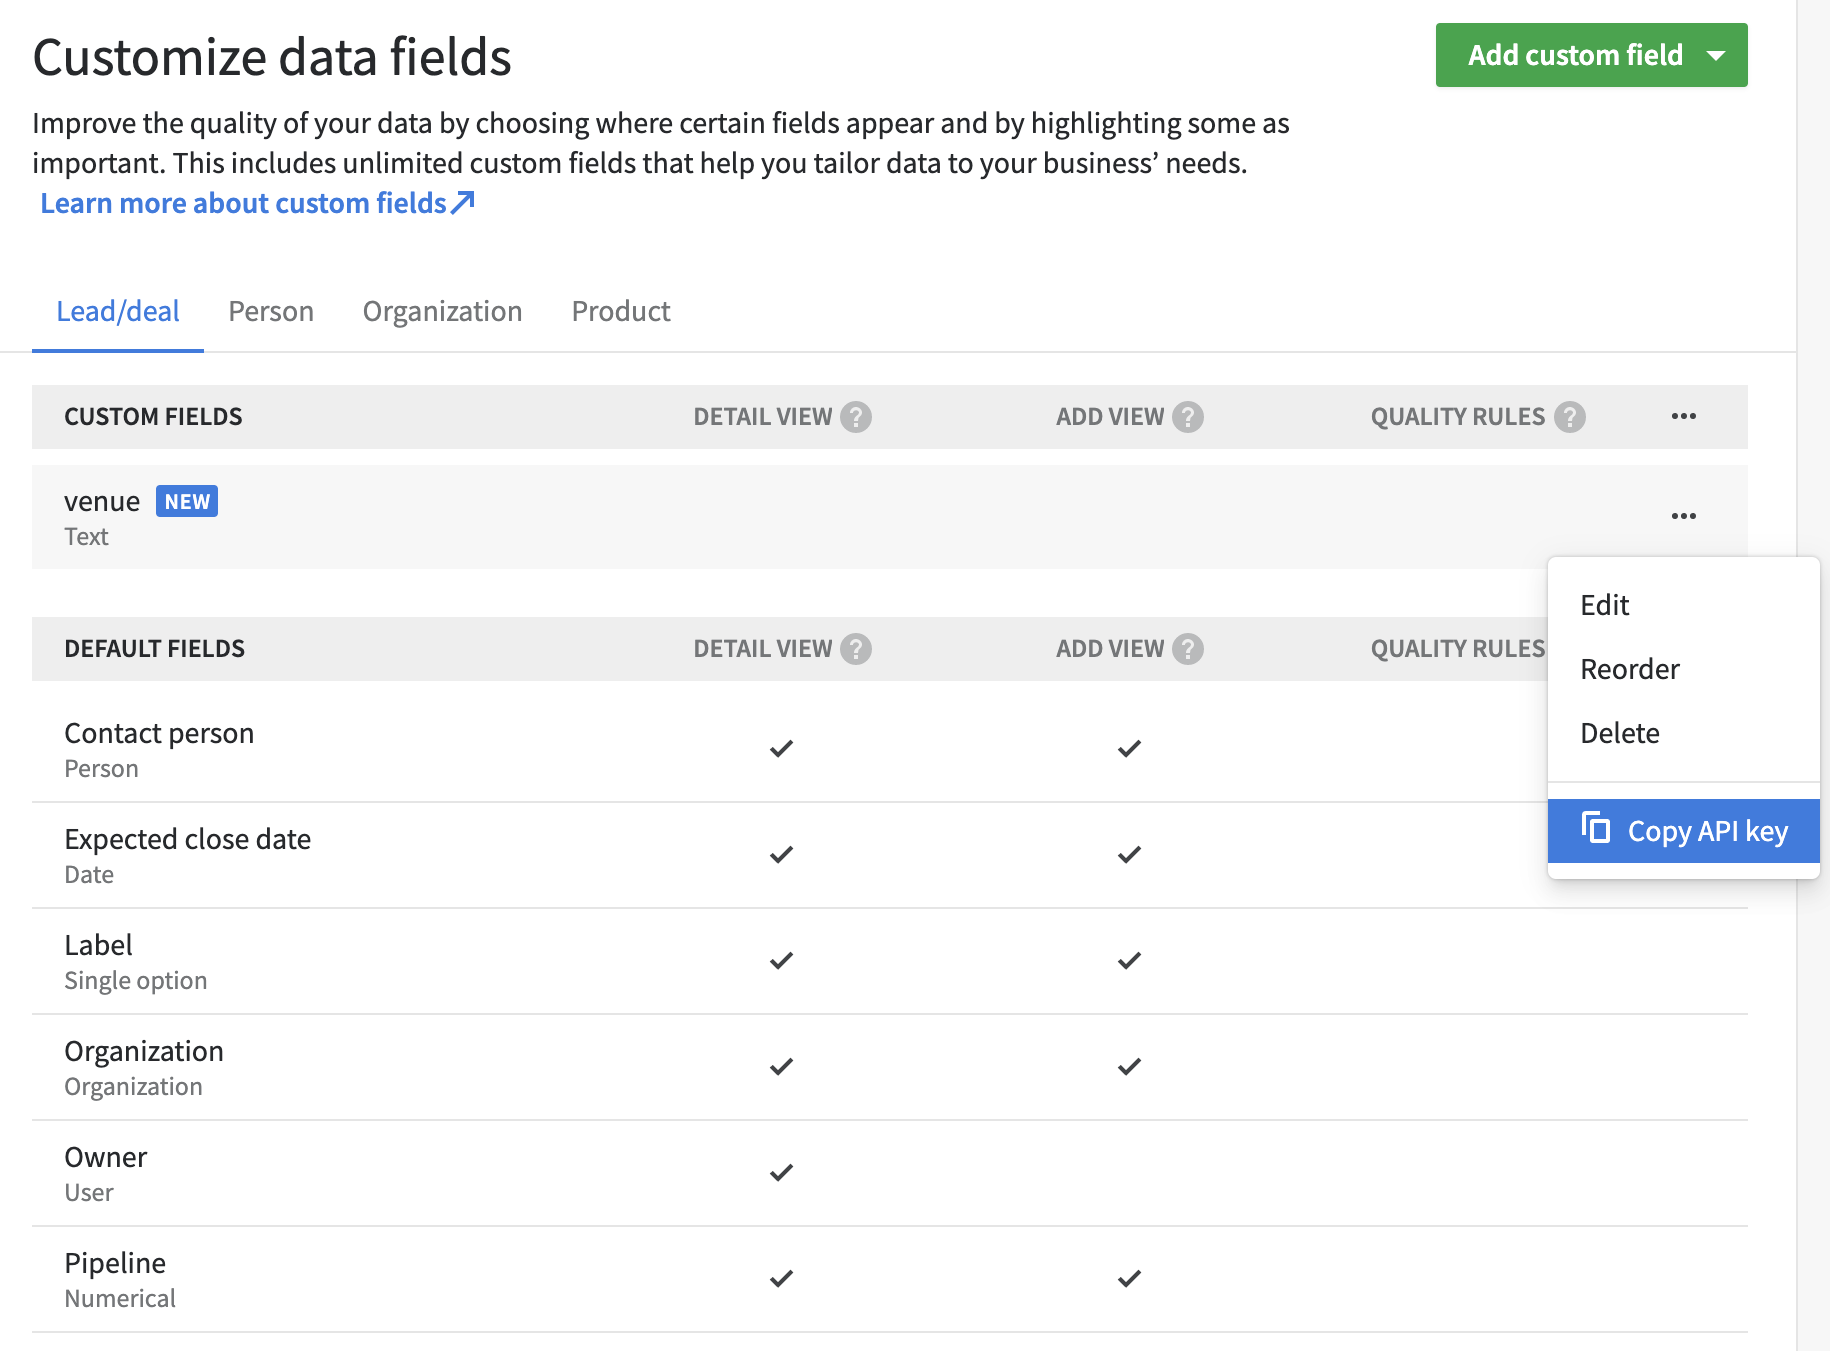 Customize data fields
Add custom field
Improve the quality of your data by choosing where certain fields appear and by highlighting some as
important. This includes unlimited custom fields that help you tailor data to your business’ needs.
Learn more about custom fields
Lead/deal Person Organization Product
CUSTOM FIELDS DETAIL VIEW ? ADD VIEW ? QUALITY RULES ? •••
venue NEW
Text
•••
DEFAULT FIELDS DETAIL VIEW ? ADD VIEW ? QUALITY RULES
Edit
Reorder
Delete
Copy API key
Contact person
Person
Expected close date
Date
Label
Single option
Organization
Organization
Owner
User
Pipeline
Numerical